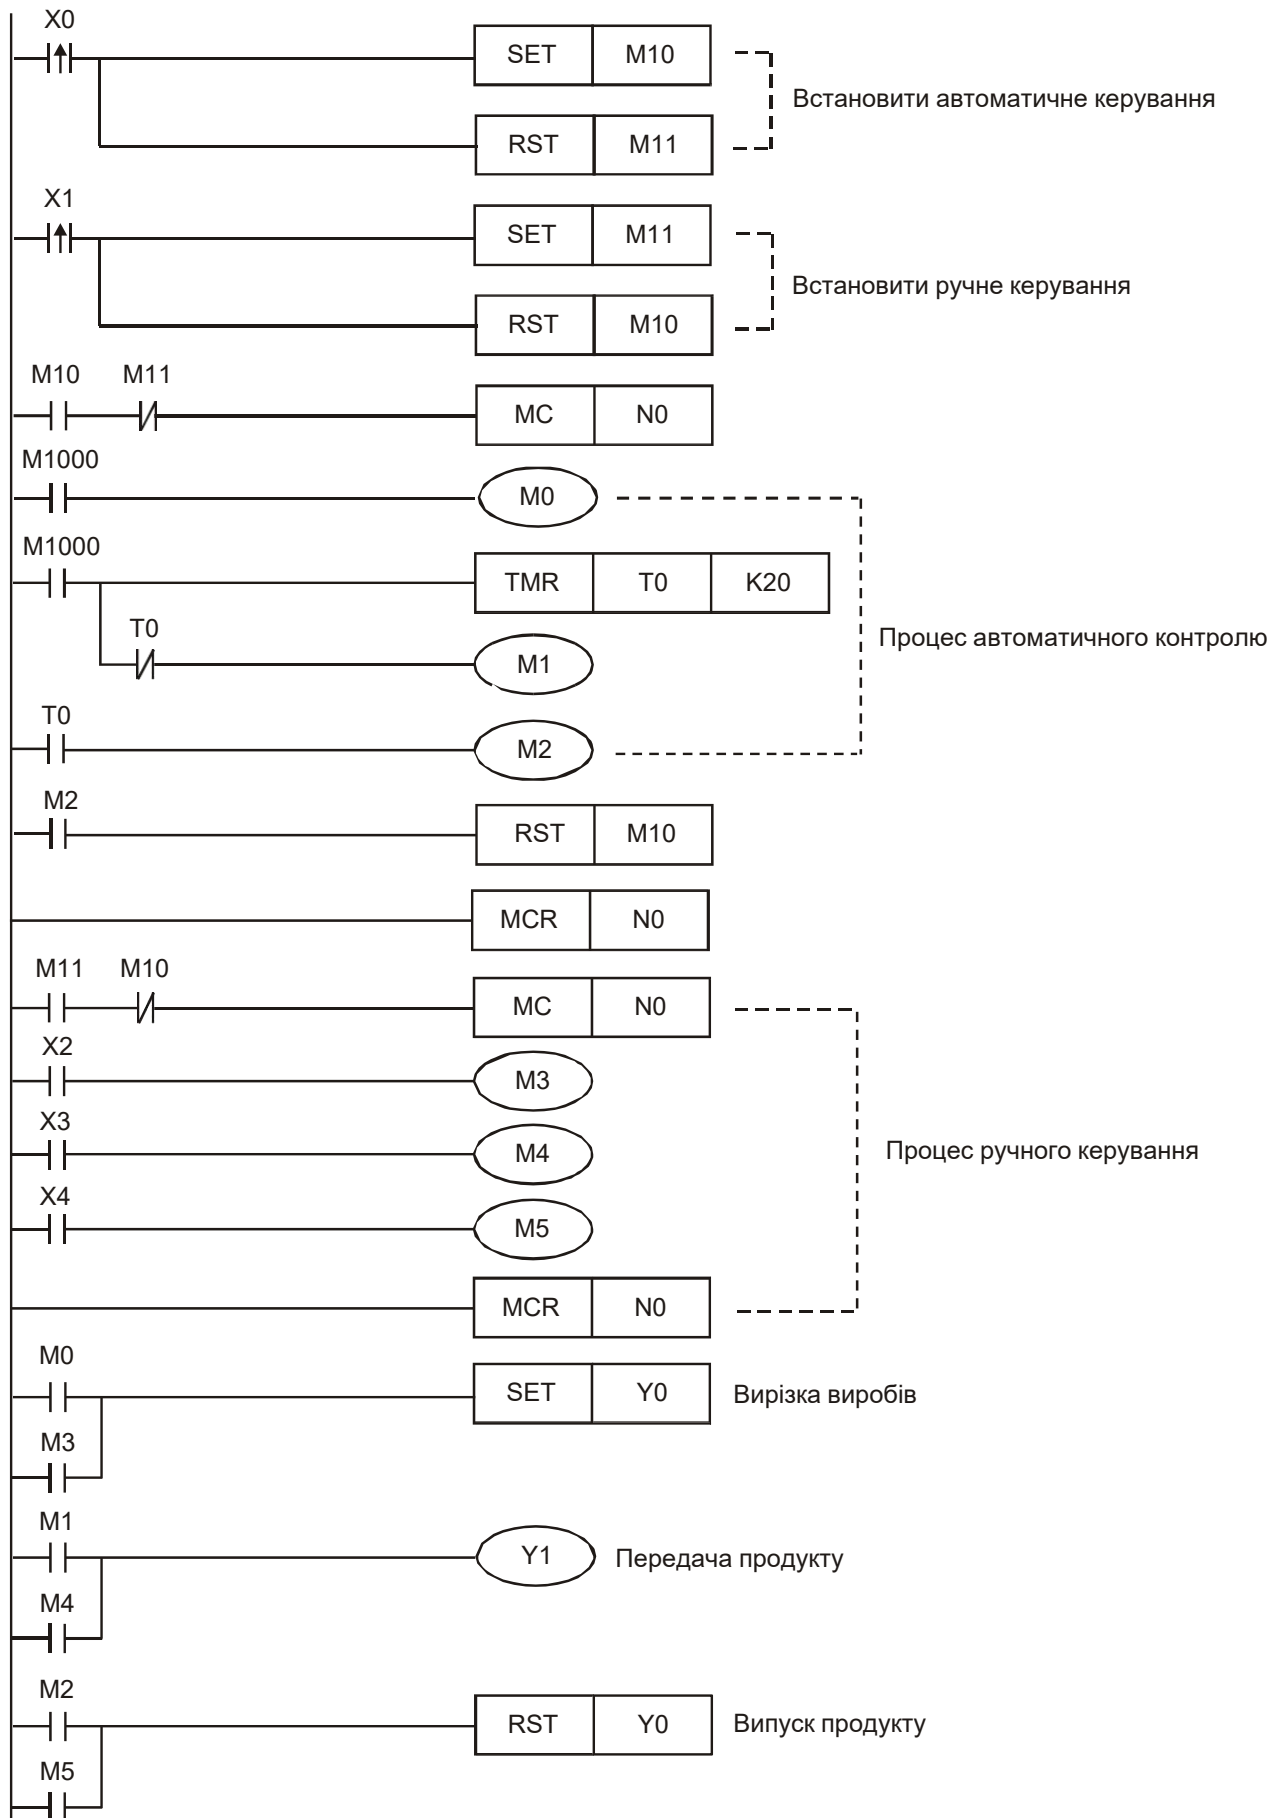 X0
SET M10
Встановити автоматичне керування
RST M11
X1
SET M11
Встановити ручне керування
RST M10
M10 M11
MC N0
M1000
M0
M1000
TMR T0 K20
T0
Процес автоматичного контролю
M1
T0
M2
M2
RST M10
MCR N0
M11 M10
MC N0
X2
M3
X3
M4
Процес ручного керування
X4
M5
MCR N0
M0
SET Y0 Вирізка виробів
M3
M1
Y1 Передача продукту
M4
M2
RST Y0 Випуск продукту
M5